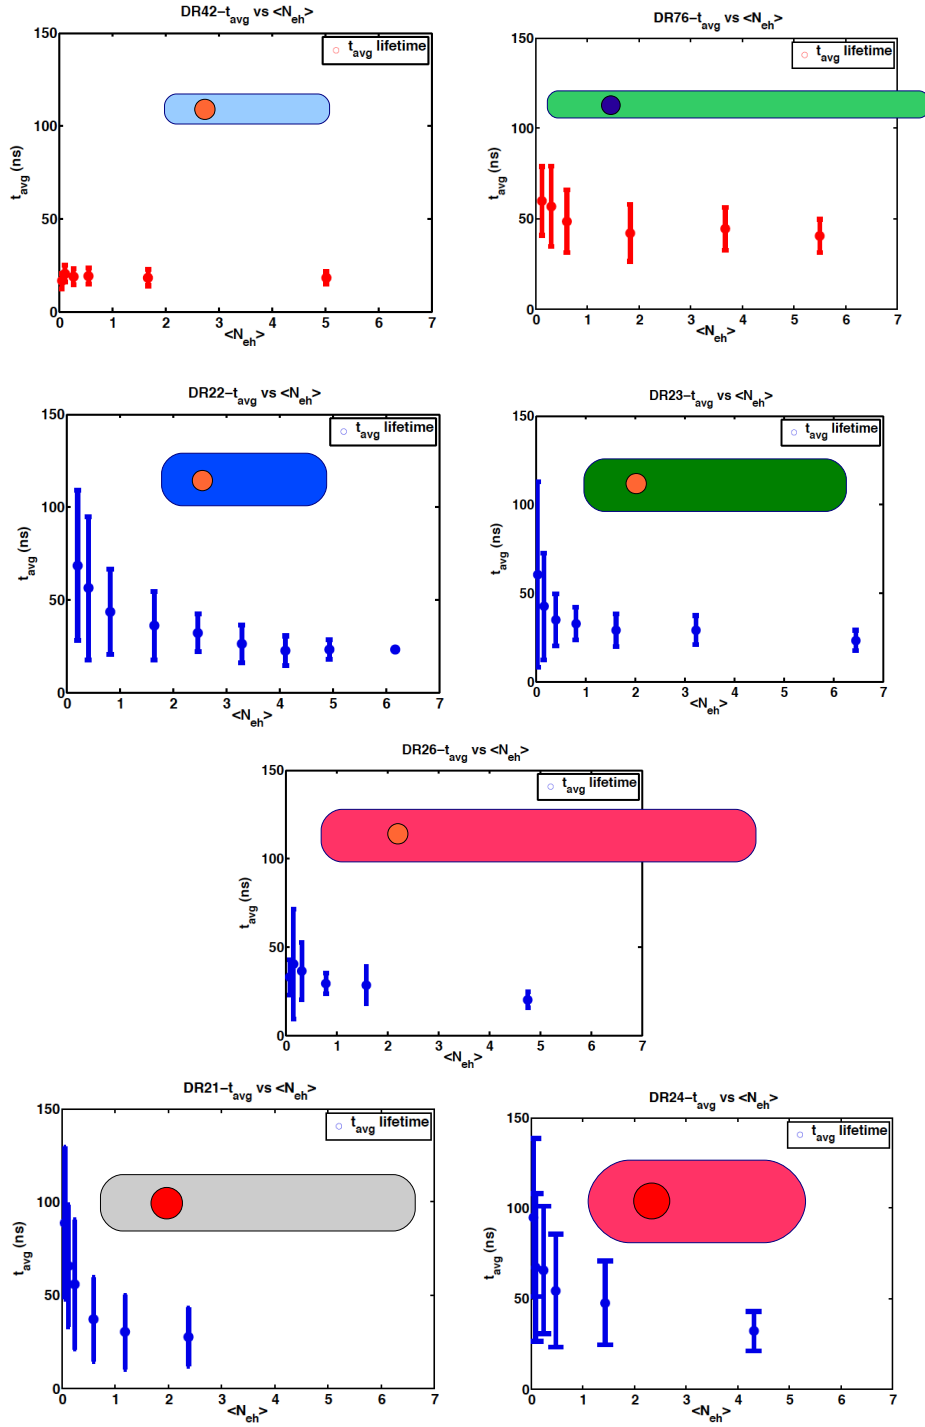 DR42–t_avg vs <N_eh>
t_avg lifetime
150
100
50
0
t_avg (ns)
0 1 2 3 4 5 6 7
<N_eh>
DR76–t_avg vs <N_eh>
t_avg lifetime
150
100
50
0
t_avg (ns)
0 1 2 3 4 5 6 7
<N_eh>
DR22–t_avg vs <N_eh>
t_avg lifetime
150
100
50
0
t_avg (ns)
0 1 2 3 4 5 6 7
<N_eh>
DR23–t_avg vs <N_eh>
t_avg lifetime
150
100
50
0
t_avg (ns)
0 1 2 3 4 5 6 7
<N_eh>
DR26–t_avg vs <N_eh>
t_avg lifetime
150
100
50
0
t_avg (ns)
0 1 2 3 4 5 6 7
<N_eh>
DR21–t_avg vs <N_eh>
t_avg lifetime
150
100
50
0
t_avg (ns)
0 1 2 3 4 5 6 7
<N_eh>
DR24–t_avg vs <N_eh>
t_avg lifetime
150
100
50
0
t_avg (ns)
0 1 2 3 4 5 6 7
<N_eh>